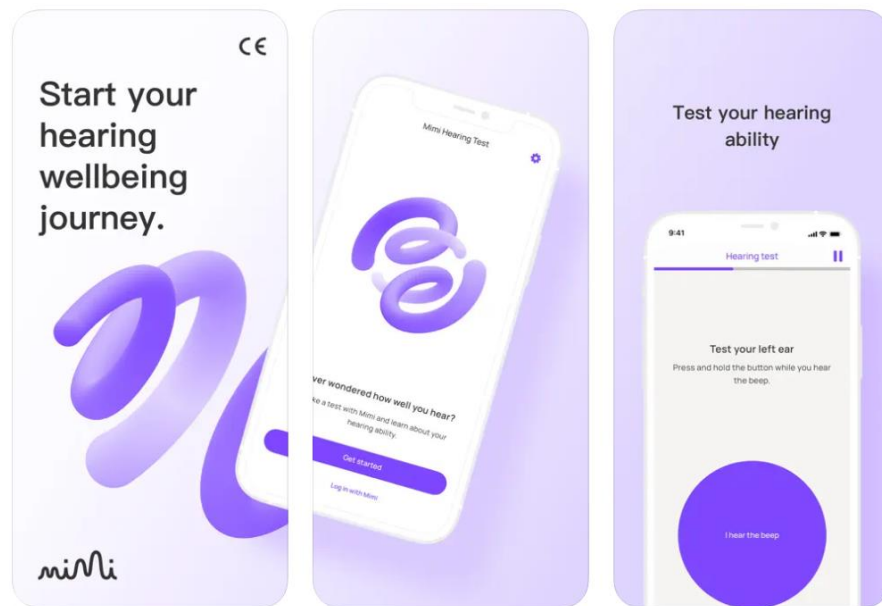 CE
Start your
hearing
wellbeing
journey.
mimi
Mimi Hearing Test
ver wondered how well you hear?
ke a test with Mimi and learn about your
hearing ability.
Get started
Log in with Mimi
Test your hearing
ability
9:41
Hearing test
Test your left ear
Press and hold the button while you hear
the beep.
I hear the beep